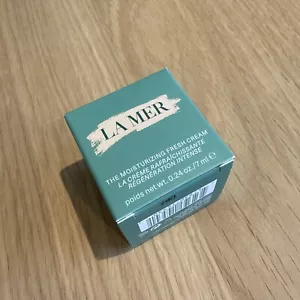 LA MER
THE MOISTURIZING FRESH CREAM
LA CRÈME RAFRAÎCHISSANTE
RÉGÉNÉRATION INTENSE
poids net wt. 0.24 oz/7 ml ℮